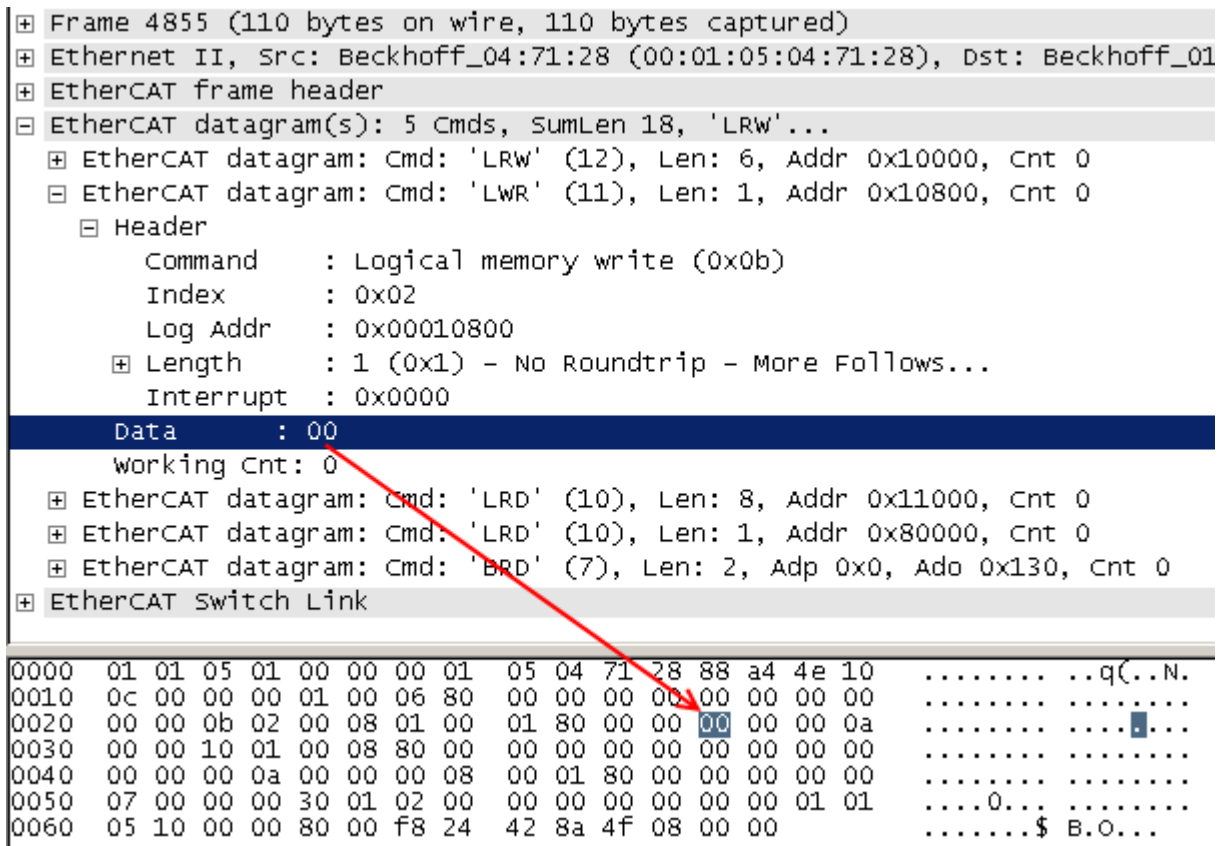 Frame 4855 (110 bytes on wire, 110 bytes captured)
Ethernet II, Src: Beckhoff_04:71:28 (00:01:05:04:71:28), Dst: Beckhoff_01
EtherCAT frame header
EtherCAT datagram(s): 5 Cmds, SumLen 18, 'LRW'...
EtherCAT datagram: Cmd: 'LRW' (12), Len: 6, Addr 0x10000, Cnt 0
EtherCAT datagram: Cmd: 'LWR' (11), Len: 1, Addr 0x10800, Cnt 0
Header
Command : Logical memory write (0x0b)
Index : 0x02
Log Addr : 0x00010800
Length : 1 (0x1) - No Roundtrip - More Follows...
Interrupt : 0x0000
Data : 00
Working Cnt: 0
EtherCAT datagram: Cmd: 'LRD' (10), Len: 8, Addr 0x11000, Cnt 0
EtherCAT datagram: Cmd: 'LRD' (10), Len: 1, Addr 0x80000, Cnt 0
EtherCAT datagram: Cmd: 'BRD' (7), Len: 2, Adp 0x0, Ado 0x130, Cnt 0
EtherCAT Switch Link
0000 01 01 05 01 00 00 00 01 05 04 71 28 88 a4 4e 10 ........ ..q(..N.
0010 0c 00 00 00 01 00 06 80 00 00 00 00 00 00 00 00 ........ ........
0020 00 00 0b 02 00 08 01 00 01 80 00 00 00 00 00 0a ........ ........
0030 00 00 10 01 00 08 80 00 00 00 00 00 00 00 00 00 ........ ........
0040 00 00 00 0a 00 00 00 08 00 01 80 00 00 00 00 00 ........ ........
0050 07 00 00 00 30 01 02 00 00 00 00 00 00 00 01 01 ....0... ........
0060 05 10 00 00 80 00 f8 24 42 8a 4f 08 00 00 .......$ B.O...